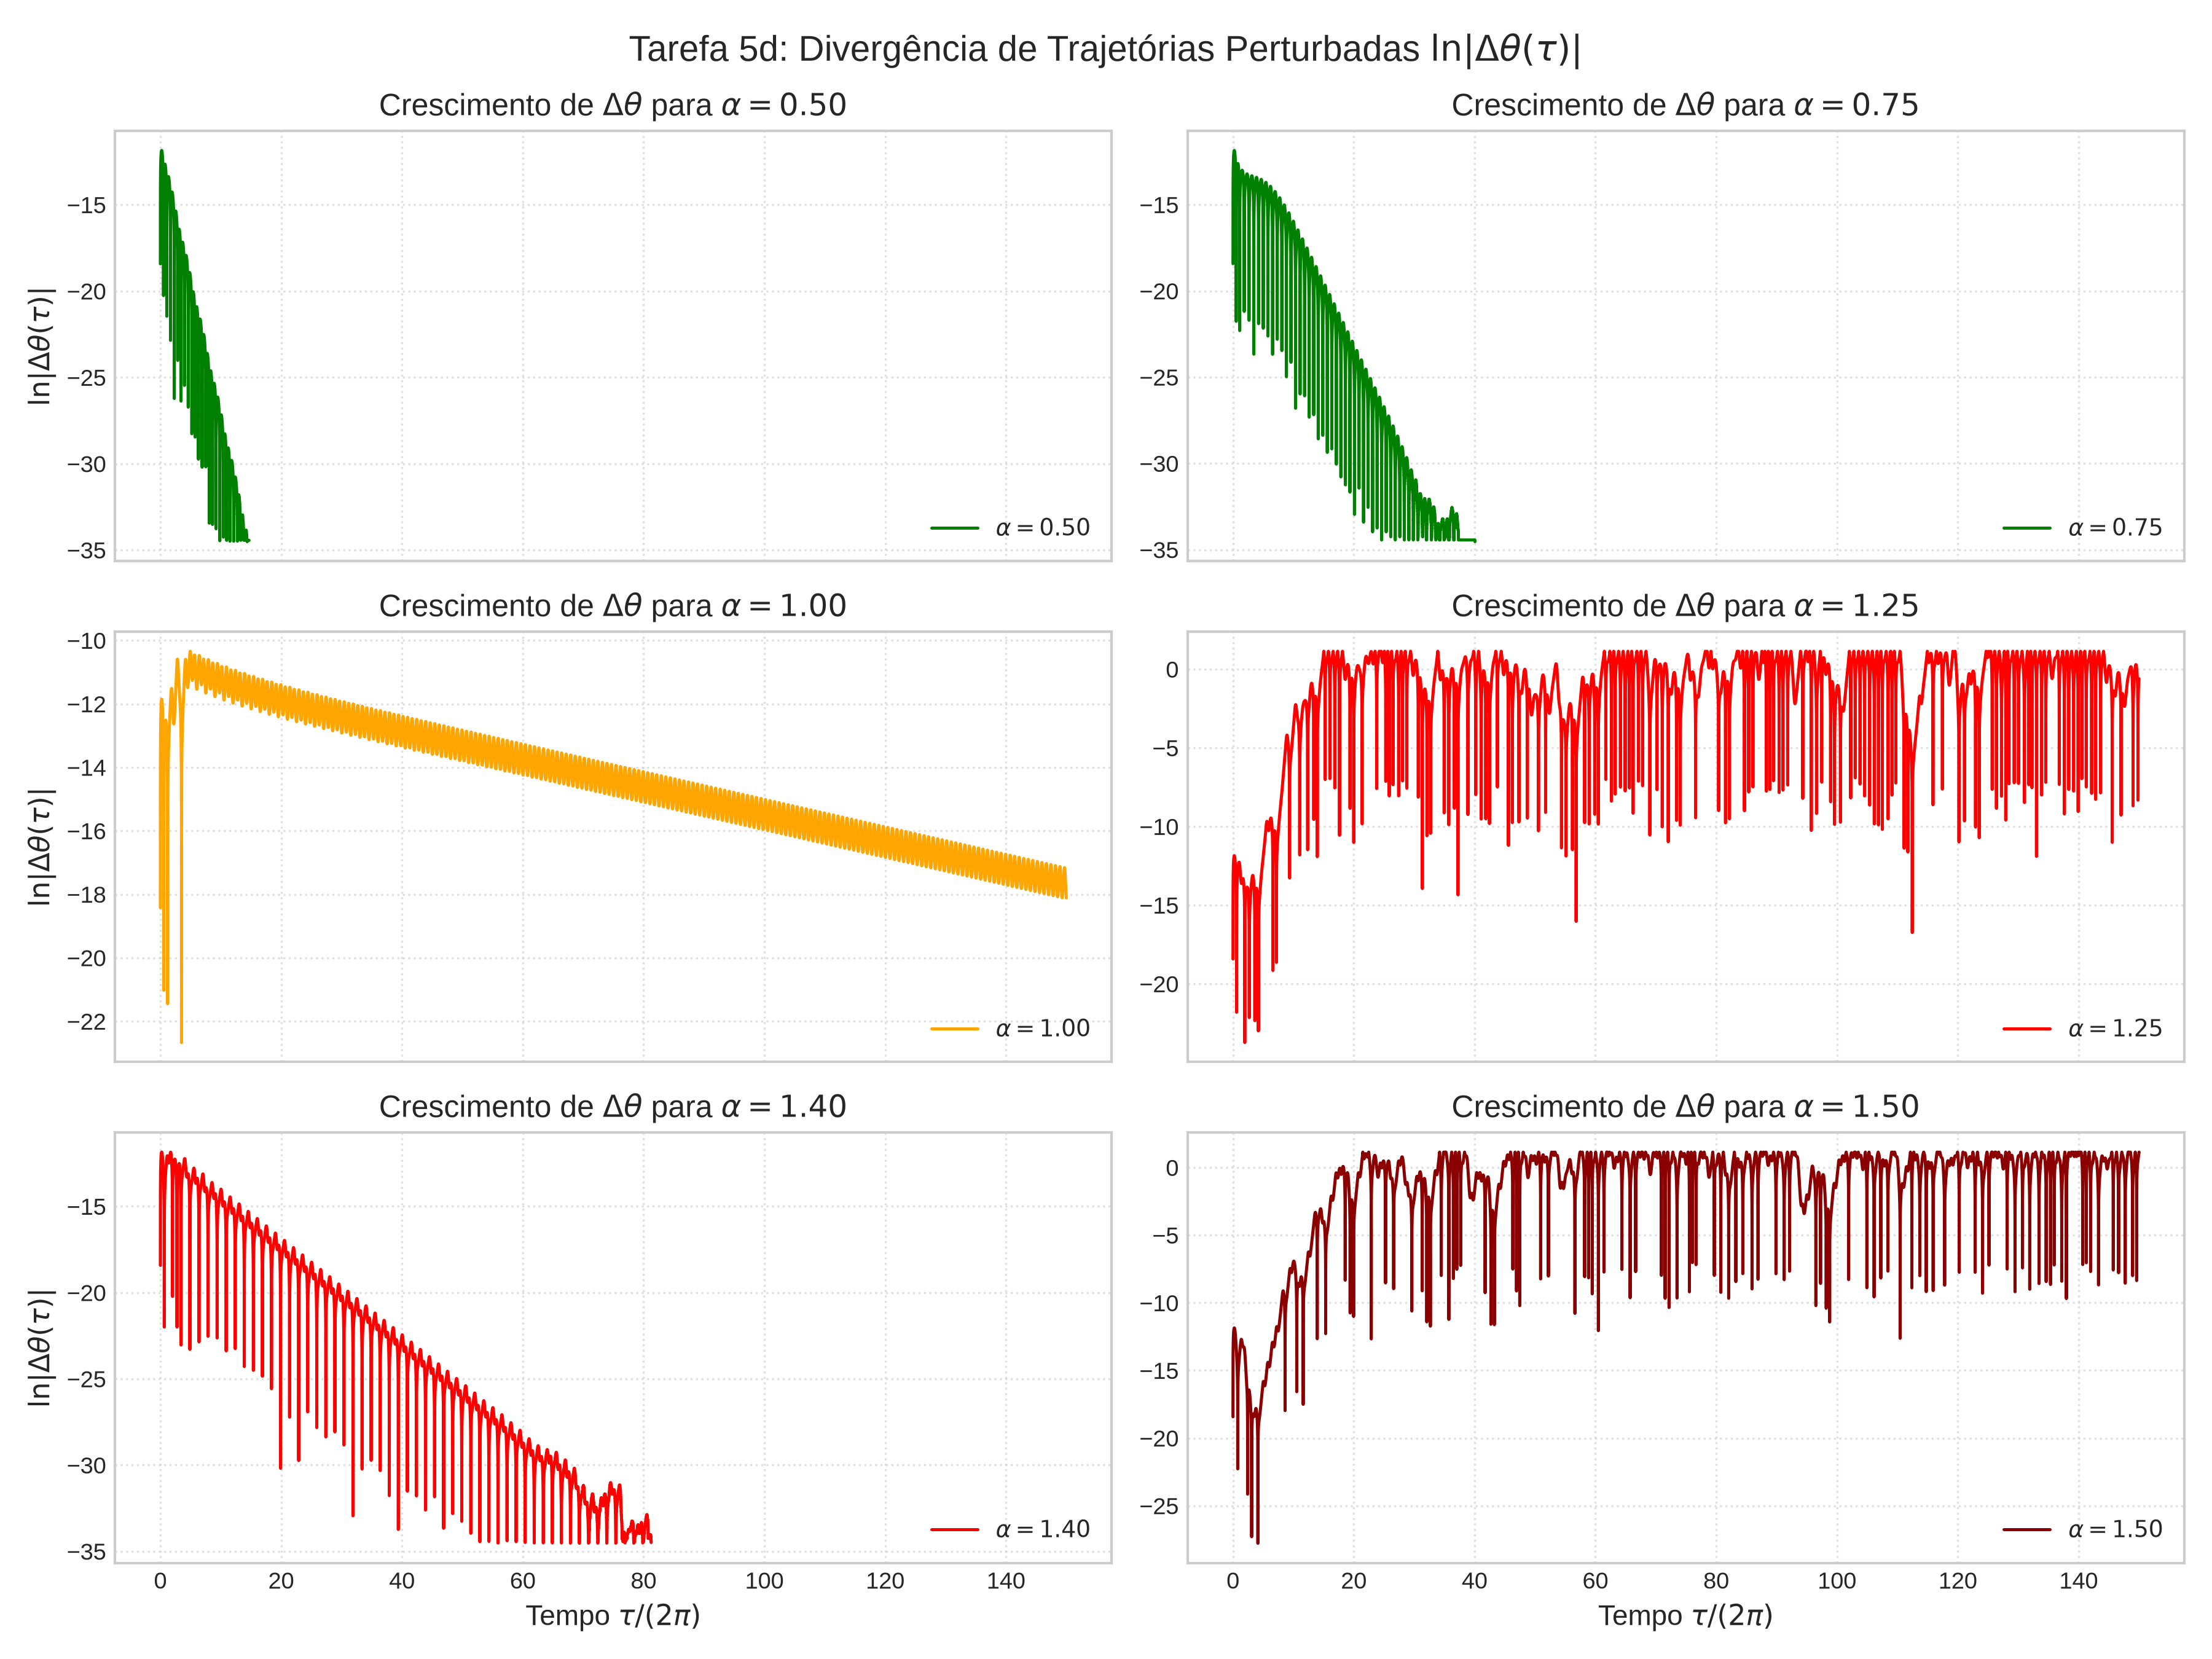 Tarefa 5d: Divergência de Trajetórias Perturbadas ln|Δθ(τ)|
Crescimento de Δθ para α = 0.50
ln|Δθ(τ)|
−15
−20
−25
−30
−35
α = 0.50
Crescimento de Δθ para α = 0.75
−15
−20
−25
−30
−35
α = 0.75
Crescimento de Δθ para α = 1.00
ln|Δθ(τ)|
−10
−12
−14
−16
−18
−20
−22
α = 1.00
Crescimento de Δθ para α = 1.25
0
−5
−10
−15
−20
α = 1.25
Crescimento de Δθ para α = 1.40
ln|Δθ(τ)|
−15
−20
−25
−30
−35
α = 1.40
0 20 40 60 80 100 120 140
Tempo τ/(2π)
Crescimento de Δθ para α = 1.50
0
−5
−10
−15
−20
−25
α = 1.50
0 20 40 60 80 100 120 140
Tempo τ/(2π)